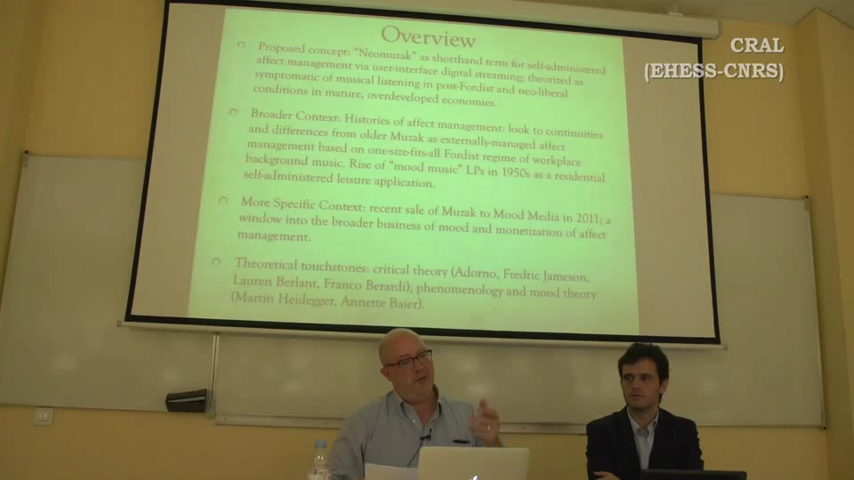 Overview
Proposed concept: "Neomuzak" as shorthand term for self-administered
affect management via user-interface digital streaming; theorized as
symptomatic of musical listening in post-Fordist and neo-liberal
conditions in mature, overdeveloped economies.
Broader Context: Histories of affect management: look to continuities
and differences from older Muzak as externally-managed affect
management based on one-size-fits-all Fordist regime of workplace
background music. Rise of "mood music" LPs in 1950s as a residential
self-administered leisure application.
More Specific Context: recent sale of Muzak to Mood Media in 2011; a
window into the broader business of mood and monetization of affect
management.
Theoretical touchstones: critical theory (Adorno, Fredric Jameson,
Lauren Berlant, Franco Berardi), phenomenology and mood theory
(Martin Heidegger, Annette Baier).
CRAL
(EHESS-CNRS)